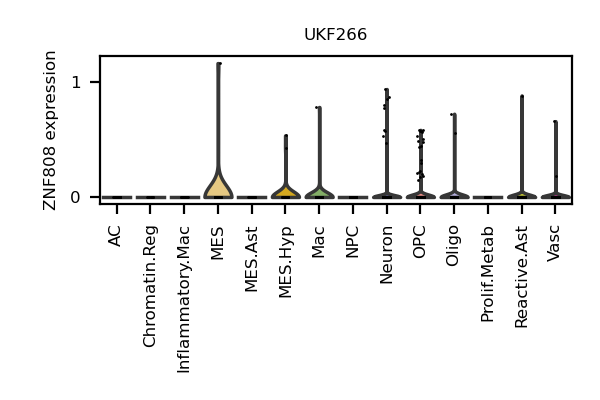 UKF266
ZNF808 expression
1
0
AC
Chromatin.Reg
Inflammatory.Mac
MES
MES.Ast
MES.Hyp
Mac
NPC
Neuron
OPC
Oligo
Prolif.Metab
Reactive.Ast
Vasc